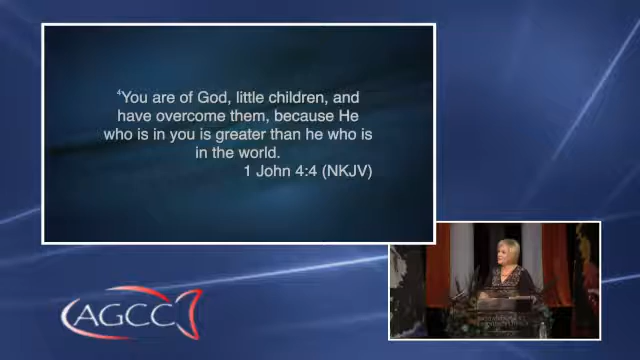 ⁴You are of God, little children, and
have overcome them, because He
who is in you is greater than he who is
in the world.
1 John 4:4 (NKJV)
AGCC